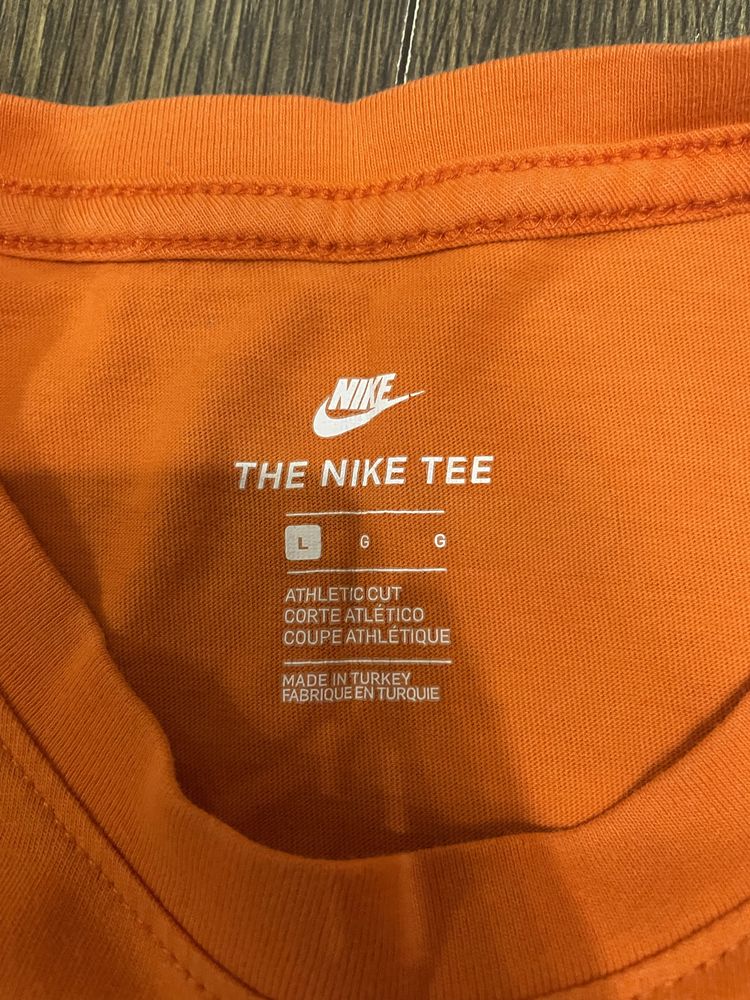 NIKE
THE NIKE TEE
L G G
ATHLETIC CUT
CORTE ATLÉTICO
COUPE ATHLÉTIQUE
MADE IN TURKEY
FABRIQUE EN TURQUIE